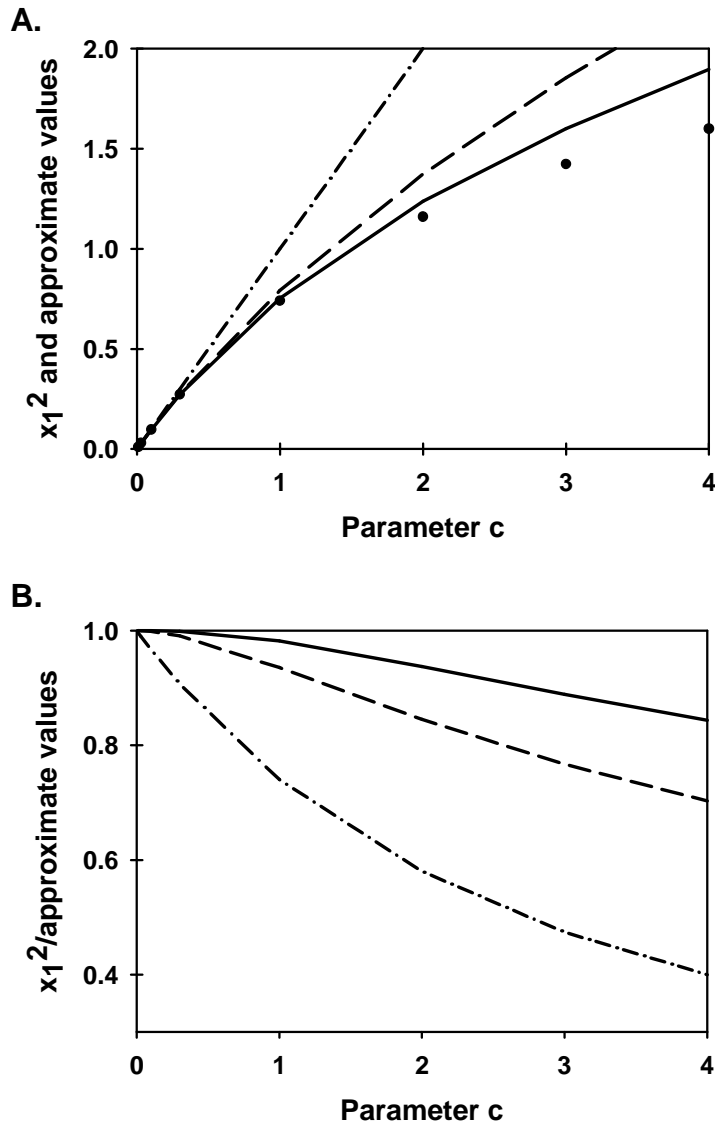 A.
x₁² and approximate values
2.0
1.5
1.0
0.5
0.0
0 1 2 3 4
Parameter c
B.
x₁²/approximate values
1.0
0.8
0.6
0.4
0 1 2 3 4
Parameter c